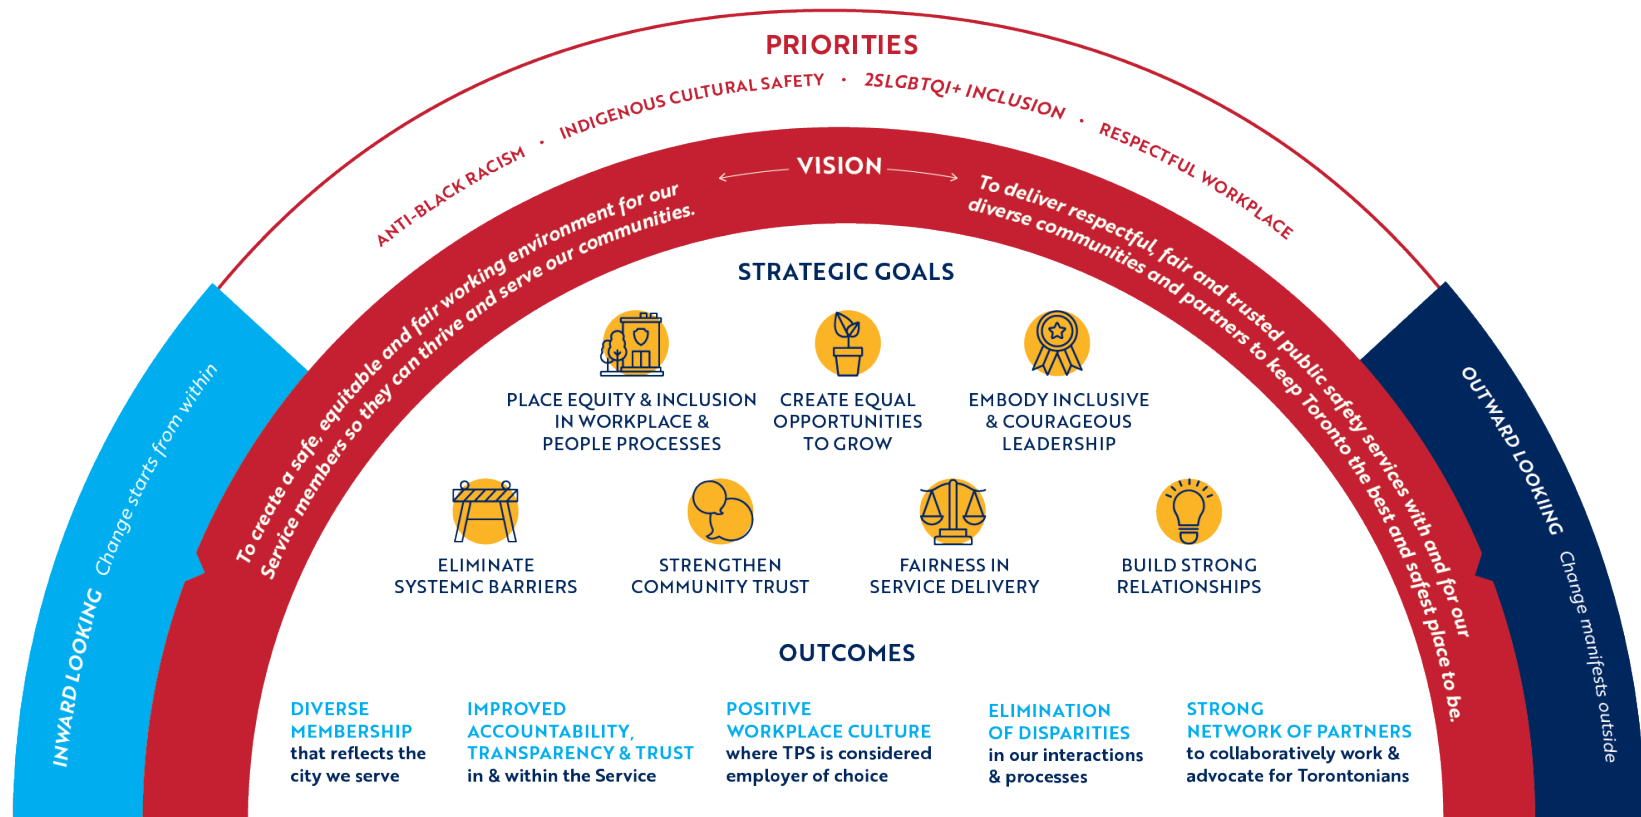 PRIORITIES
ANTI-BLACK RACISM · INDIGENOUS CULTURAL SAFETY · 2SLGBTQI+ INCLUSION · RESPECTFUL WORKPLACE
VISION
To create a safe, equitable and fair working environment for our
Service members so they can thrive and serve our communities.
To deliver respectful, fair and trusted public safety services with and for our
diverse communities and partners to keep Toronto the best and safest place to be.
INWARD LOOKING Change starts from within
OUTWARD LOOKIING Change manifests outside
STRATEGIC GOALS
PLACE EQUITY & INCLUSION
IN WORKPLACE &
PEOPLE PROCESSES
CREATE EQUAL
OPPORTUNITIES
TO GROW
EMBODY INCLUSIVE
& COURAGEOUS
LEADERSHIP
ELIMINATE
SYSTEMIC BARRIERS
STRENGTHEN
COMMUNITY TRUST
FAIRNESS IN
SERVICE DELIVERY
BUILD STRONG
RELATIONSHIPS
OUTCOMES
DIVERSE
MEMBERSHIP
that reflects the
city we serve
IMPROVED
ACCOUNTABILITY,
TRANSPARENCY & TRUST
in & within the Service
POSITIVE
WORKPLACE CULTURE
where TPS is considered
employer of choice
ELIMINATION
OF DISPARITIES
in our interactions
& processes
STRONG
NETWORK OF PARTNERS
to collaboratively work &
advocate for Torontonians